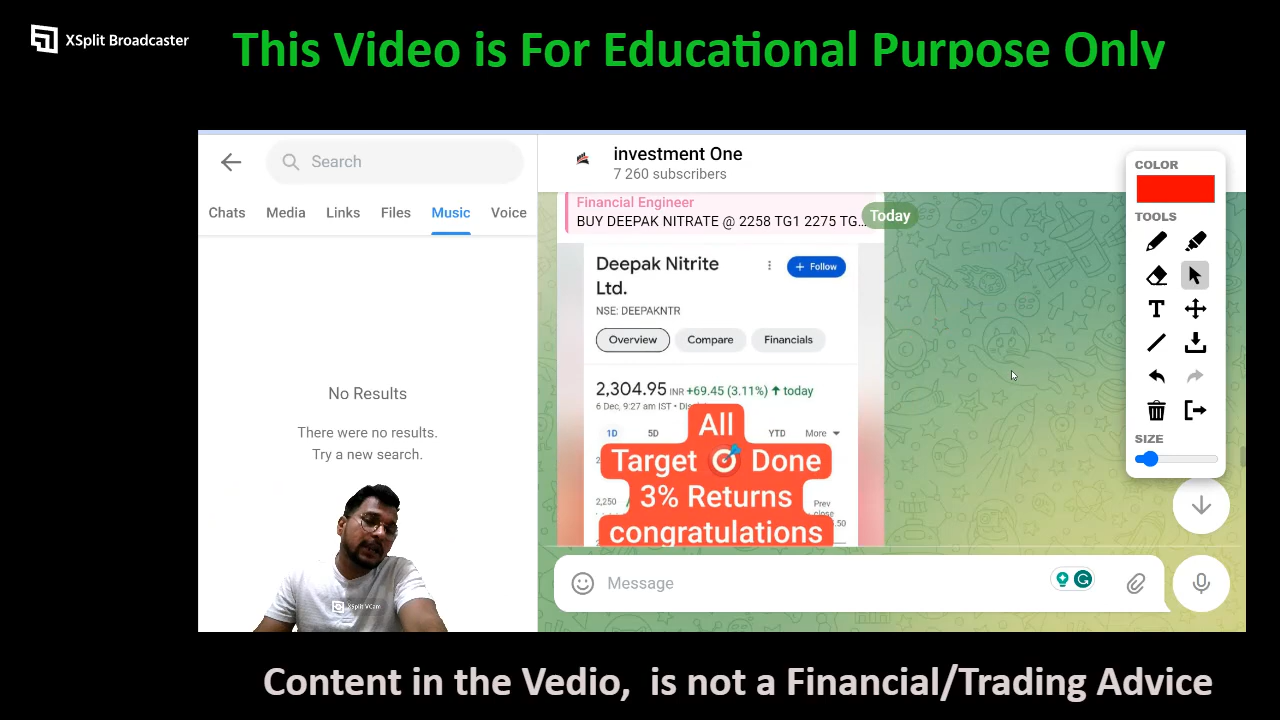 XSplit Broadcaster
This Video is For Educational Purpose Only
Search
investment One
7 260 subscribers
Chats
Media
Links
Files
Music
Voice
No Results
There were no results.
Try a new search.
XSplit VCam
Financial Engineer
BUY DEEPAK NITRATE @ 2258 TG1 2275 TG...
Today
Deepak Nitrite
Ltd.
+ Follow
NSE: DEEPAKNTR
Overview
Compare
Financials
2,304.95 INR +69.45 (3.11%) ↑ today
6 Dec, 9:27 am IST •
1D
5D
YTD
More
All
Target 🎯 Done
3% Returns
congratulations
2,250
Prev
close
Message
COLOR
TOOLS
SIZE
Content in the Vedio, is not a Financial/Trading Advice